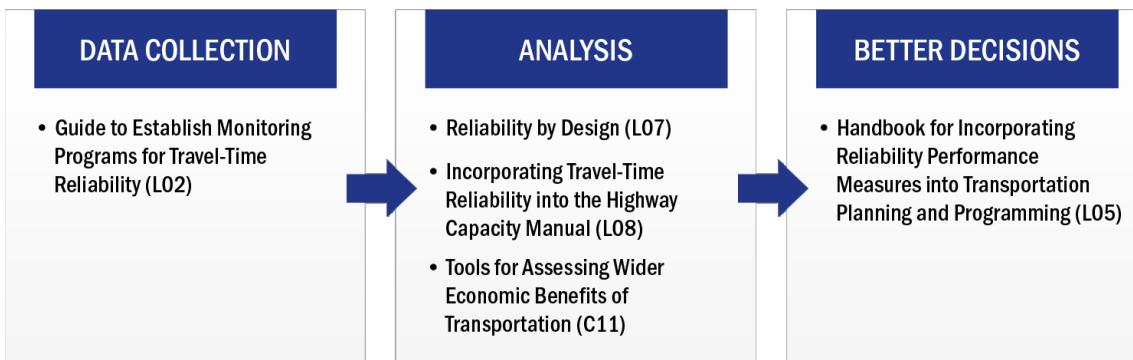 DATA COLLECTION
• Guide to Establish Monitoring
Programs for Travel-Time
Reliability (L02)
ANALYSIS
• Reliability by Design (L07)
• Incorporating Travel-Time
Reliability into the Highway
Capacity Manual (L08)
• Tools for Assessing Wider
Economic Benefits of
Transportation (C11)
BETTER DECISIONS
• Handbook for Incorporating
Reliability Performance
Measures into Transportation
Planning and Programming (L05)